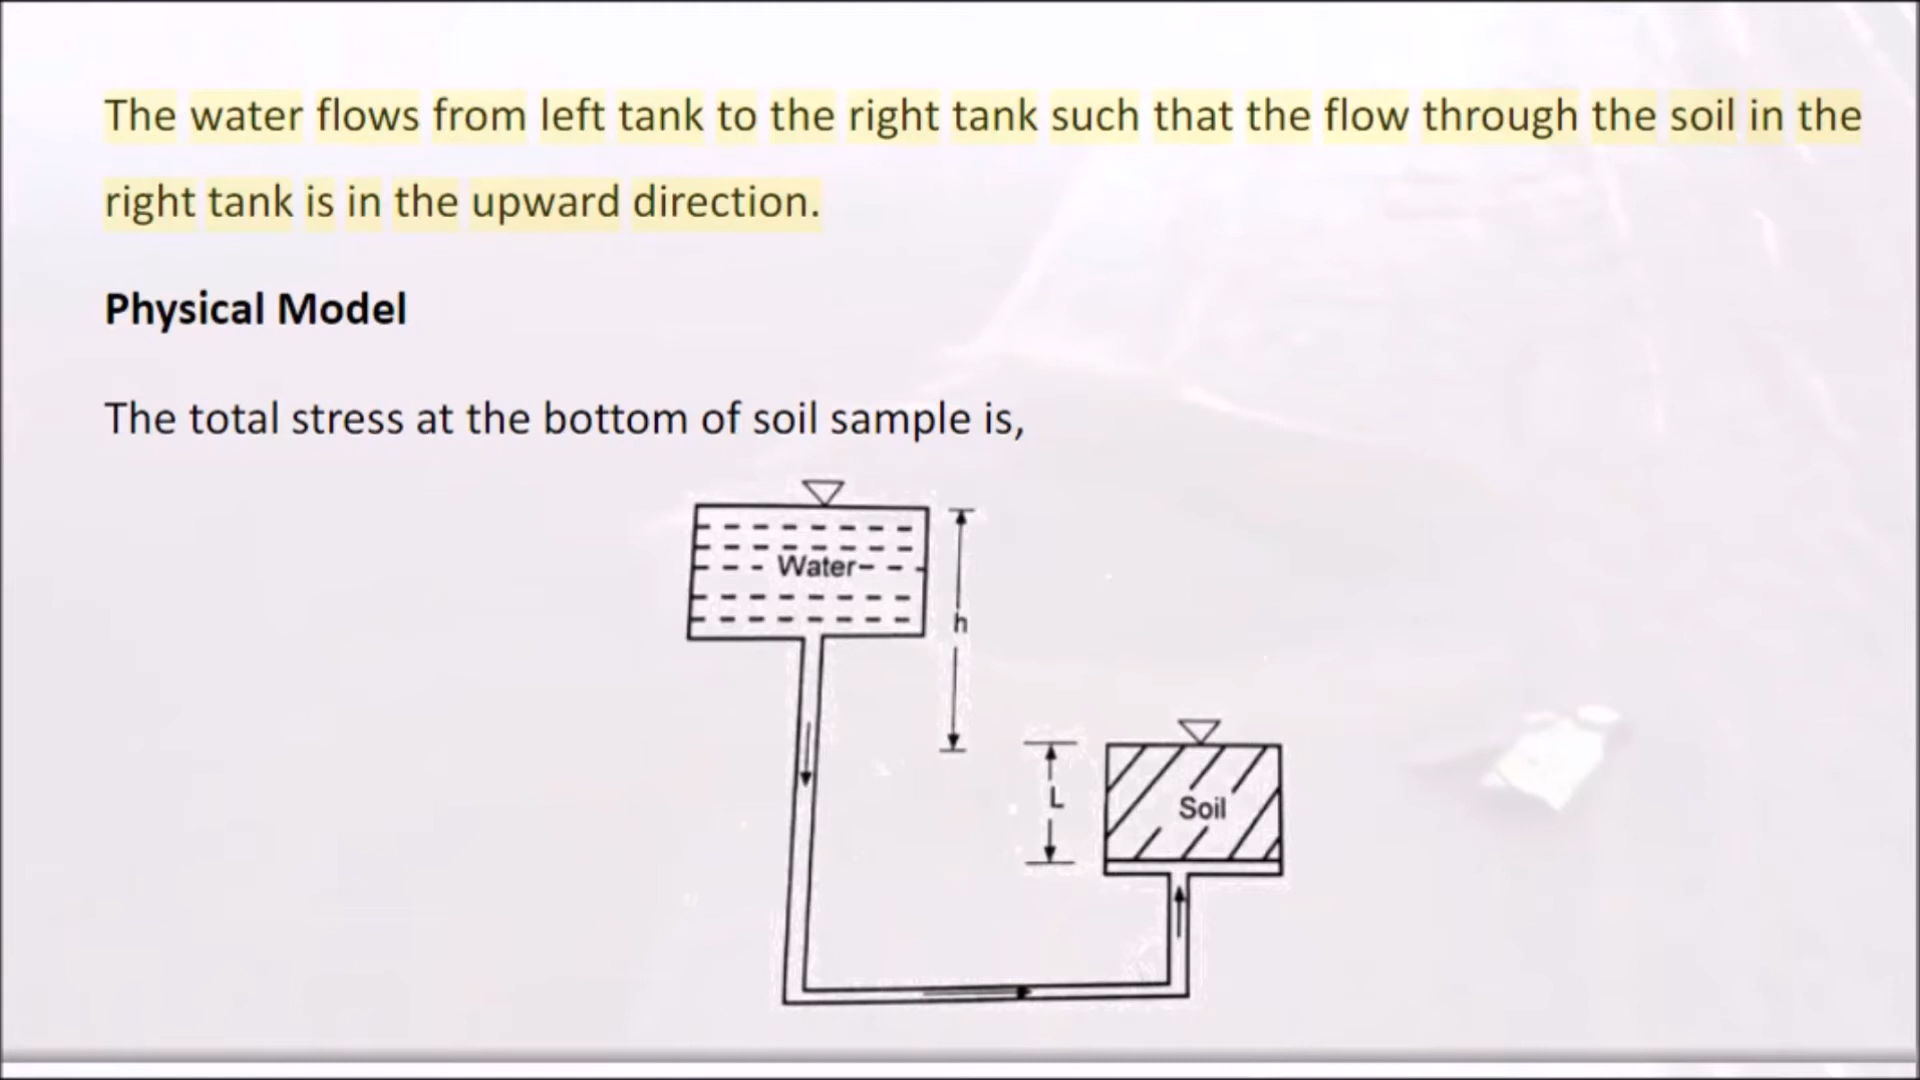 The water flows from left tank to the right tank such that the flow through the soil in the
right tank is in the upward direction.
Physical Model
The total stress at the bottom of soil sample is,
Water
h
L
Soil